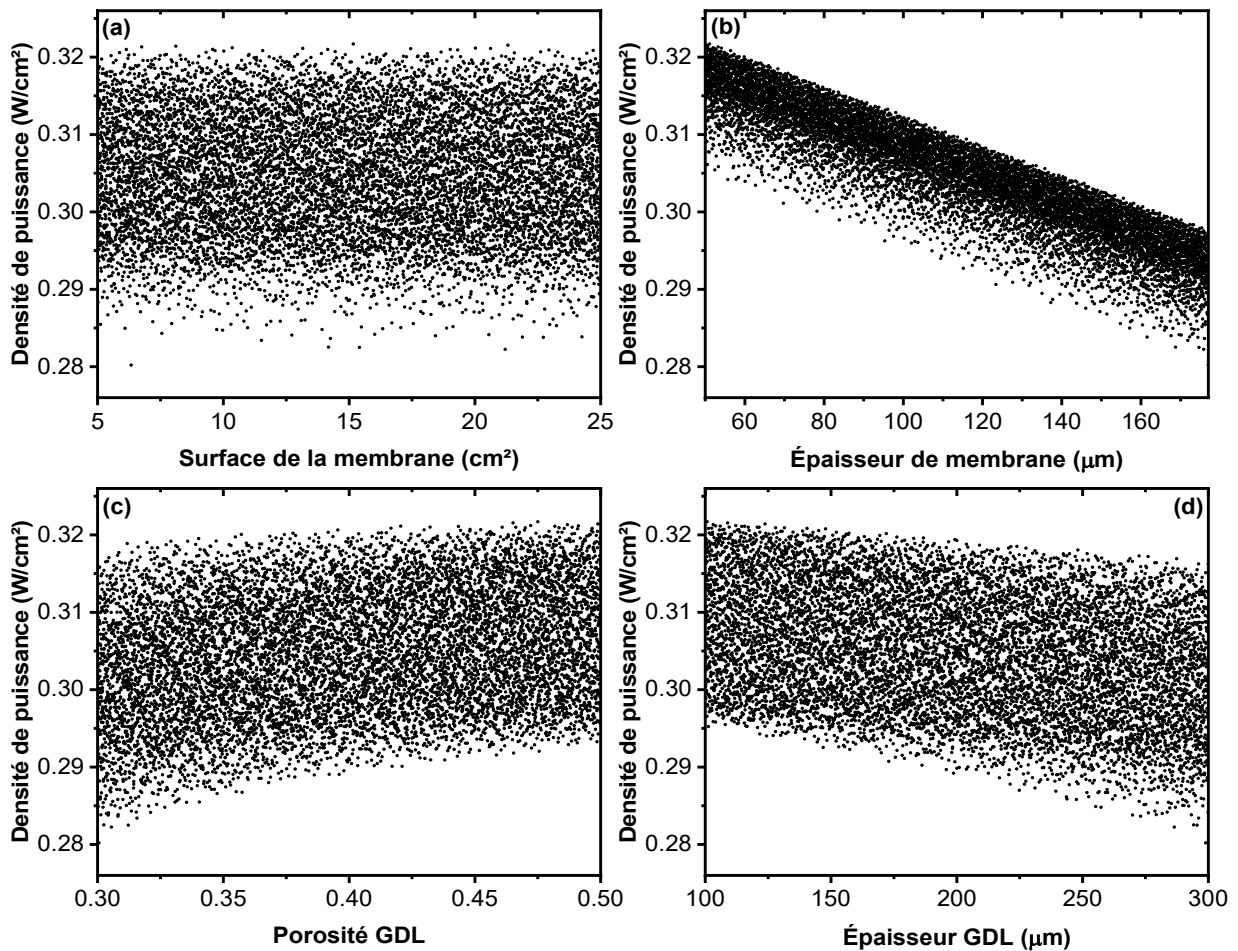 (a)
Densité de puissance (W/cm²)
0.32
0.31
0.30
0.29
0.28
5 10 15 20 25
Surface de la membrane (cm²)
(b)
Densité de puissance (W/cm²)
0.32
0.31
0.30
0.29
0.28
60 80 100 120 140 160
Épaisseur de membrane (μm)
(c)
Densité de puissance (W/cm²)
0.32
0.31
0.30
0.29
0.28
0.30 0.35 0.40 0.45 0.50
Porosité GDL
(d)
Densité de puissance (W/cm²)
0.32
0.31
0.30
0.29
0.28
100 150 200 250 300
Épaisseur GDL (μm)